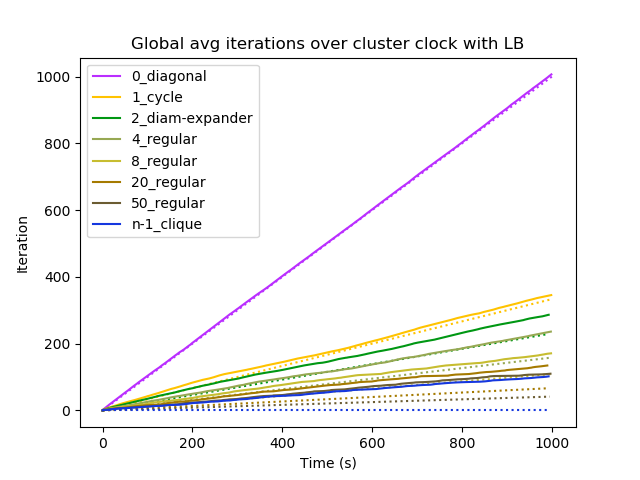 Global avg iterations over cluster clock with LB
Iteration
1000
800
600
400
200
0
0_diagonal
1_cycle
2_diam-expander
4_regular
8_regular
20_regular
50_regular
n-1_clique
0 200 400 600 800 1000
Time (s)